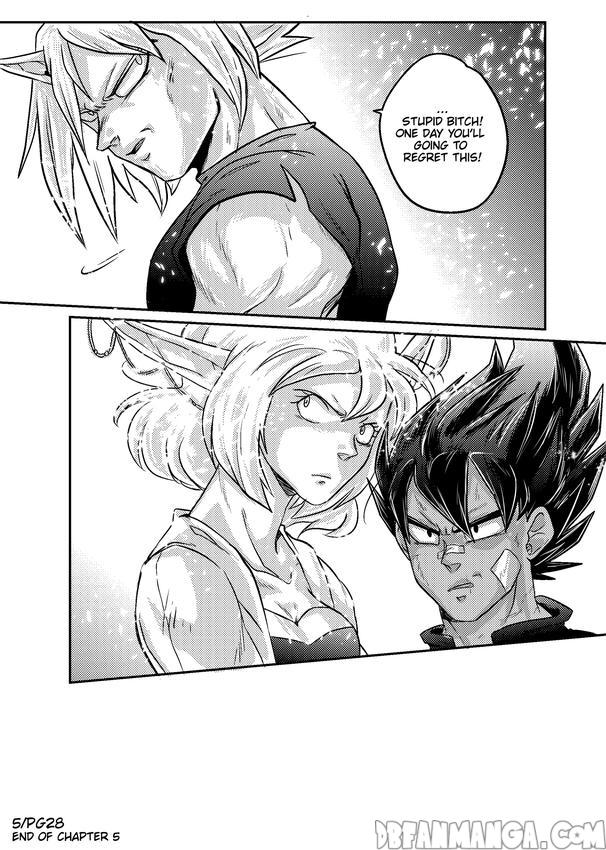 ...
STUPID BITCH!
ONE DAY YOU'LL
GOING TO
REGRET THIS!
5/PG28
END OF CHAPTER 5
DBFANMANGA.COM